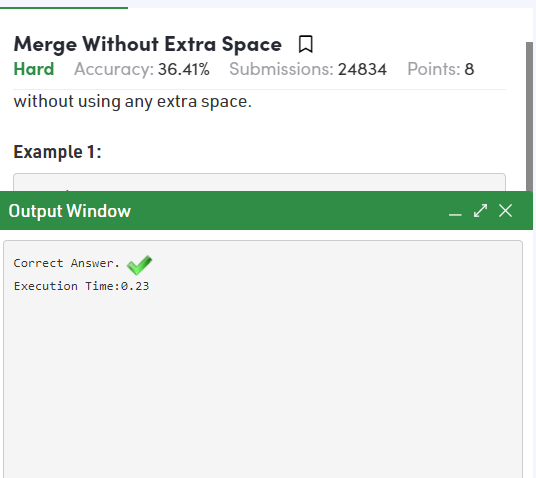 Merge Without Extra Space
Hard Accuracy: 36.41% Submissions: 24834 Points: 8
without using any extra space.
Example 1:
Output Window
Correct Answer.
Execution Time:0.23